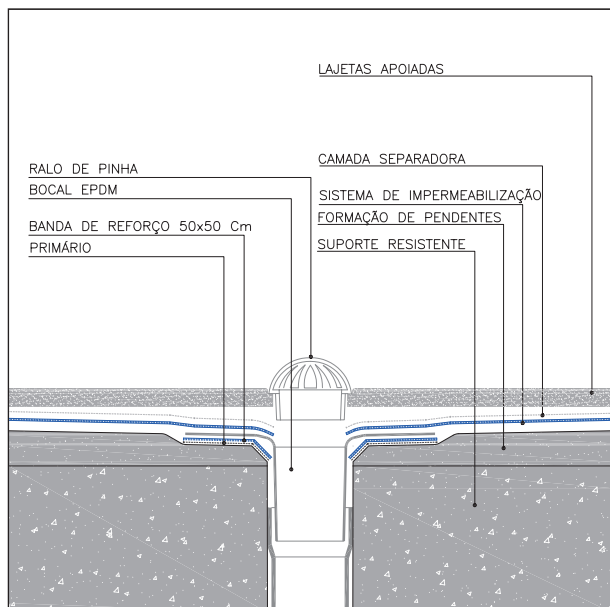 LAJETAS APOIADAS
RALO DE PINHA
BOCAL EPDM
BANDA DE REFORÇO 50x50 Cm
PRIMÁRIO
CAMADA SEPARADORA
SISTEMA DE IMPERMEABILIZAÇÃO
FORMAÇÃO DE PENDENTES
SUPORTE RESISTENTE